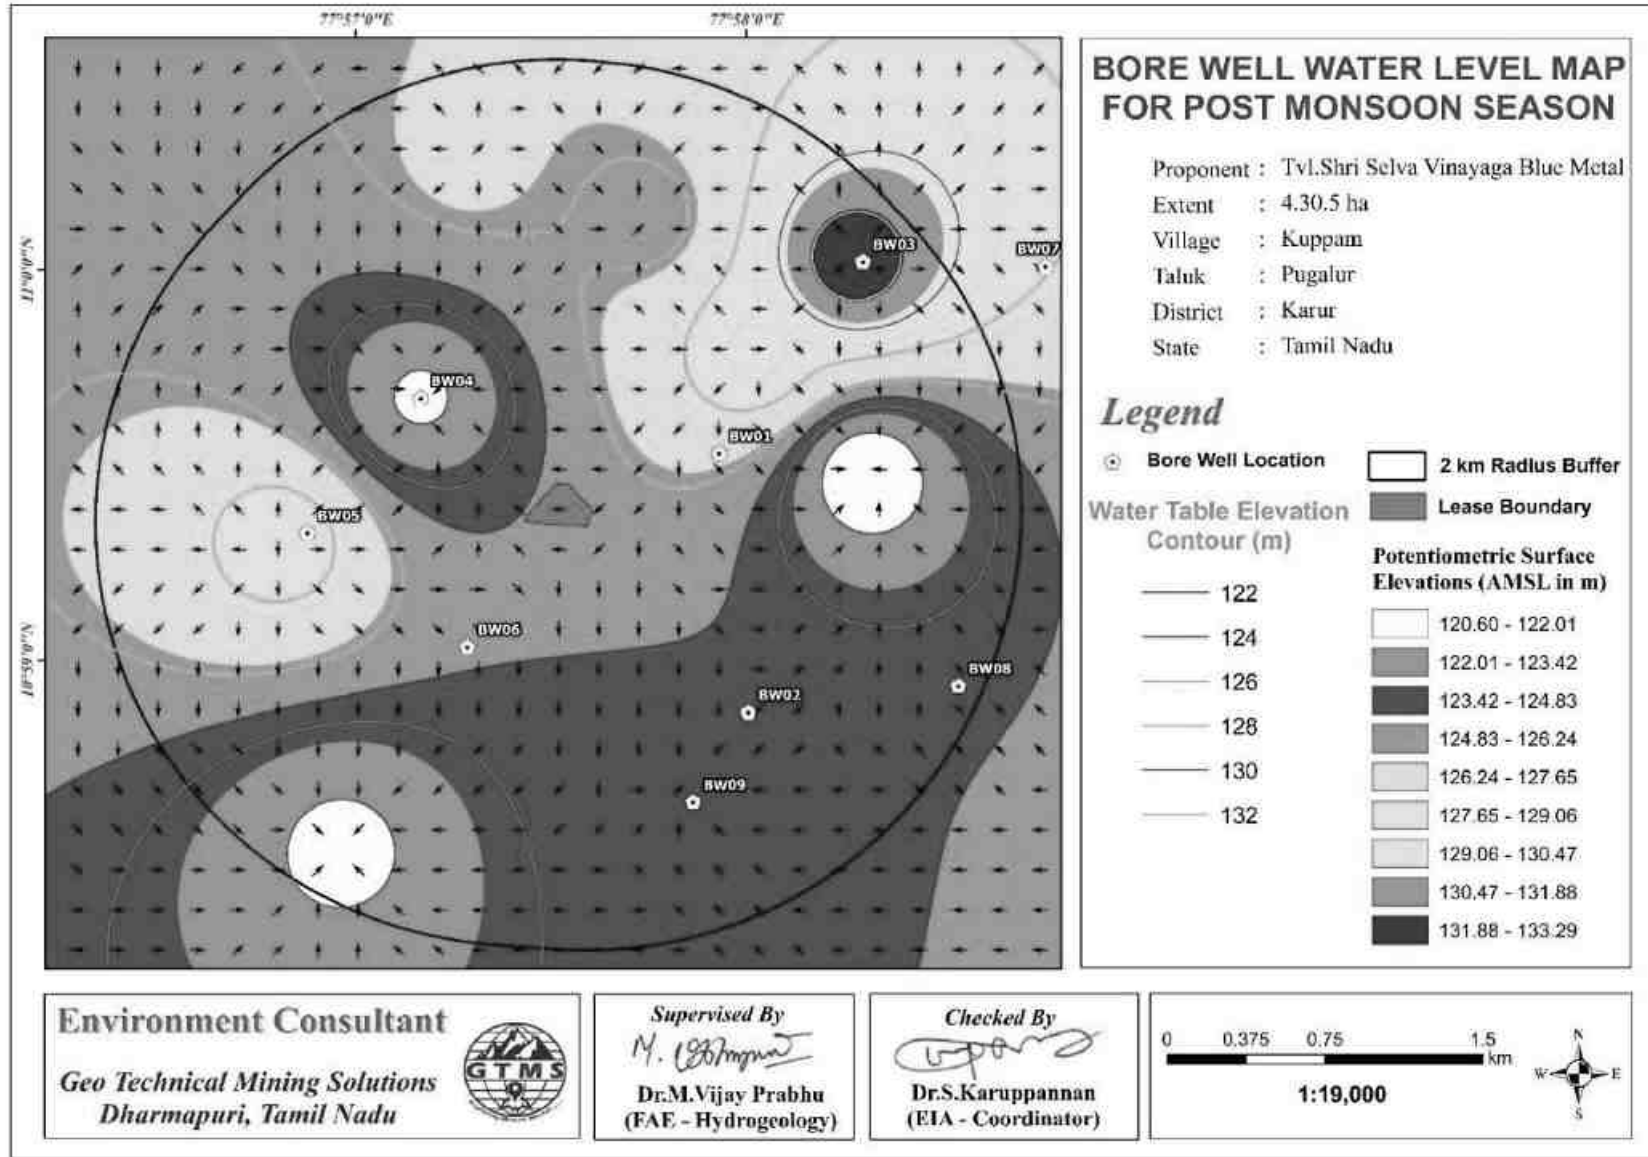 77°57'0"E
77°58'0"E
11°0'0"N
10°59'0"N
BW03
BW07
BW04
BW01
BW05
BW06
BW08
BW02
BW09
BORE WELL WATER LEVEL MAP
FOR POST MONSOON SEASON
Proponent : Tvl.Shri Selva Vinayaga Blue Metal
Extent : 4.30.5 ha
Village : Kuppam
Taluk : Pugalur
District : Karur
State : Tamil Nadu
Legend
Bore Well Location
2 km Radius Buffer
Lease Boundary
Water Table Elevation
Contour (m)
122
124
126
128
130
132
Potentiometric Surface
Elevations (AMSL in m)
120.60 - 122.01
122.01 - 123.42
123.42 - 124.83
124.83 - 126.24
126.24 - 127.65
127.65 - 129.06
129.06 - 130.47
130.47 - 131.88
131.88 - 133.29
Environment Consultant
Geo Technical Mining Solutions
Dharmapuri, Tamil Nadu
GTMS
Supervised By
Dr.M.Vijay Prabhu
(FAE - Hydrogeology)
Checked By
Dr.S.Karuppannan
(EIA - Coordinator)
0 0.375 0.75 1.5
km
1:19,000
N
W E
S